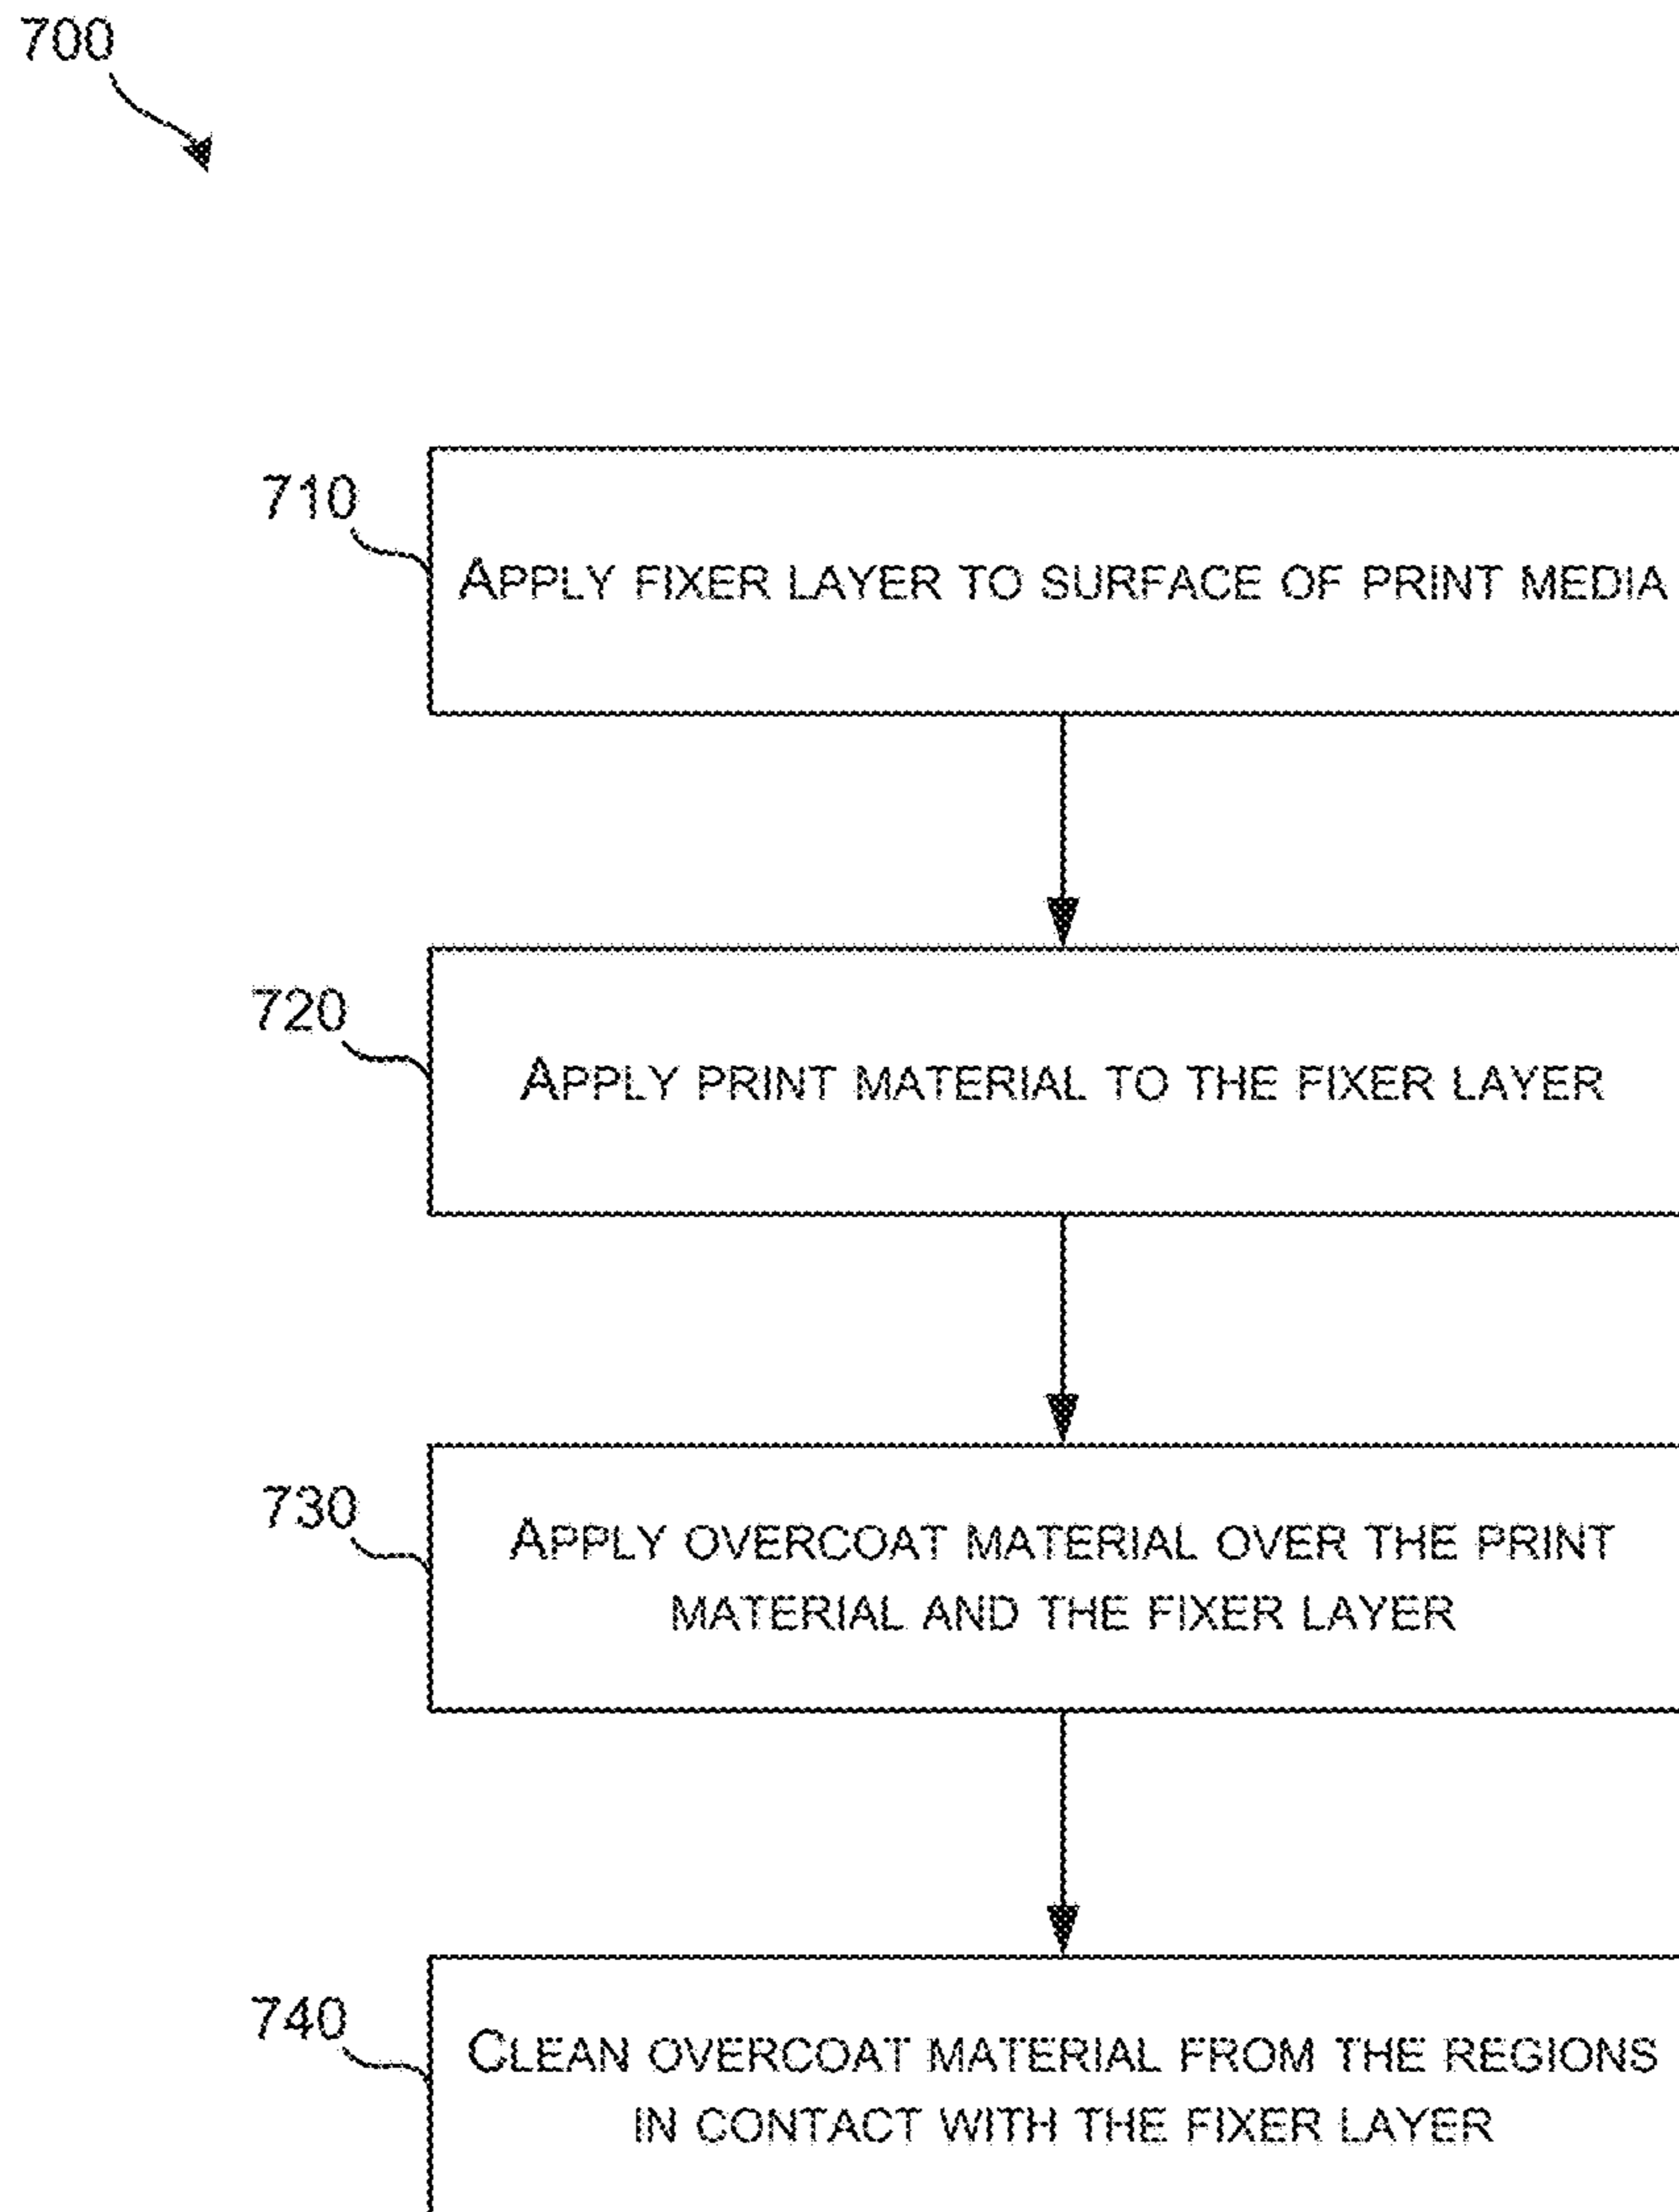 700
710
APPLY FIXER LAYER TO SURFACE OF PRINT MEDIA
720
APPLY PRINT MATERIAL TO THE FIXER LAYER
730
APPLY OVERCOAT MATERIAL OVER THE PRINT
MATERIAL AND THE FIXER LAYER
740
CLEAN OVERCOAT MATERIAL FROM THE REGIONS
IN CONTACT WITH THE FIXER LAYER